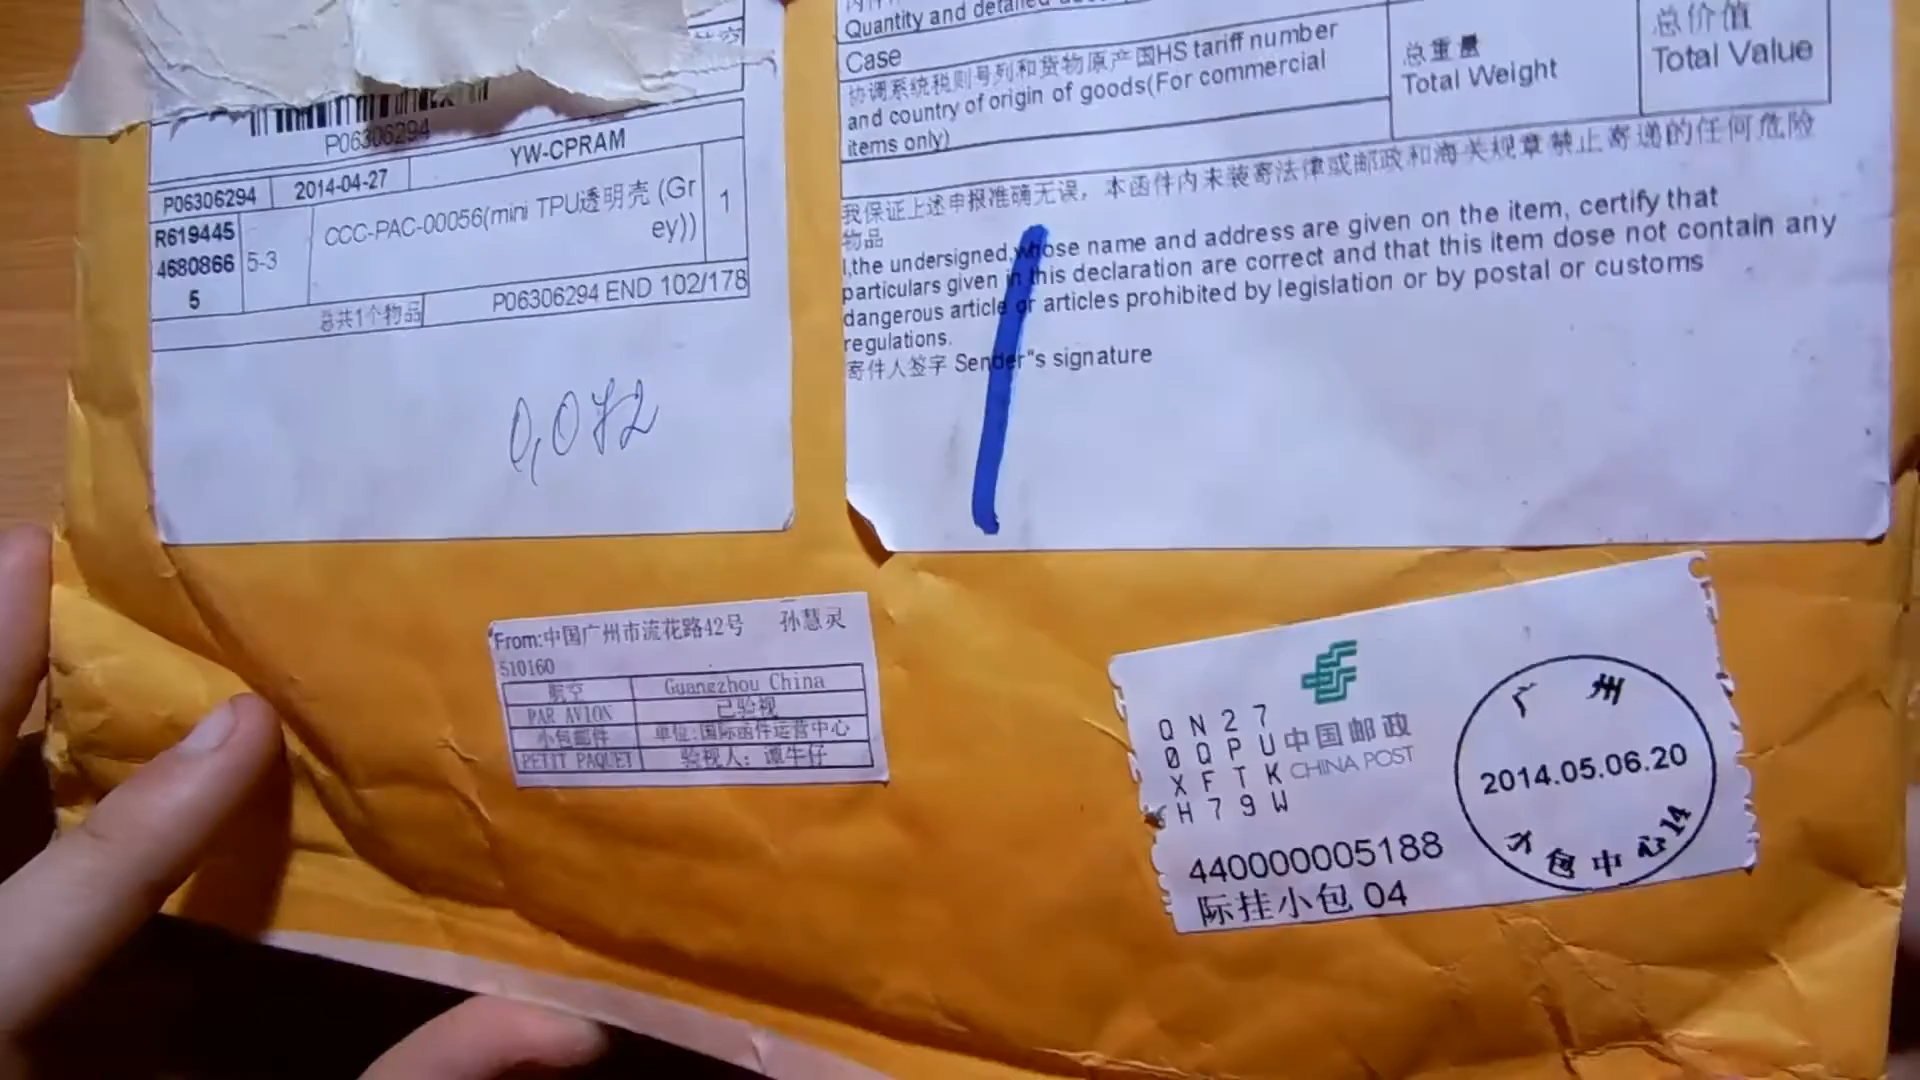 航空
P06306294
P06306294 2014-04-27 YW-CPRAM
R619445
4680866
5
5-3
CCC-PAC-00056(mini TPU透明壳 (Gr
ey))
1
总共1个物品 P06306294 END 102/178
0,072
Quantity and detailed
Case
协调系统税则号列和货物原产国HS tariff number
and country of origin of goods(For commercial
items only)
总重量
Total Weight
总价值
Total Value
我保证上述申报准确无误，本函件内未装寄法律或邮政和海关规章禁止寄递的任何危险
物品
I,the undersigned,whose name and address are given on the item, certify that
particulars given in this declaration are correct and that this item dose not contain any
dangerous article or articles prohibited by legislation or by postal or customs
regulations.
寄件人签字 Sender"s signature
From:中国广州市流花路42号 孙慧灵
510160
航空 Guangzhou China
PAR AVION 已验视
小包邮件 单位:国际函件运营中心
PETIT PAQUET 验视人: 谭牛仔
QN27
0QPU
XFTK
H79W
中国邮政
CHINA POST
440000005188
际挂小包 04
广州
2014.05.06.20
包中心14